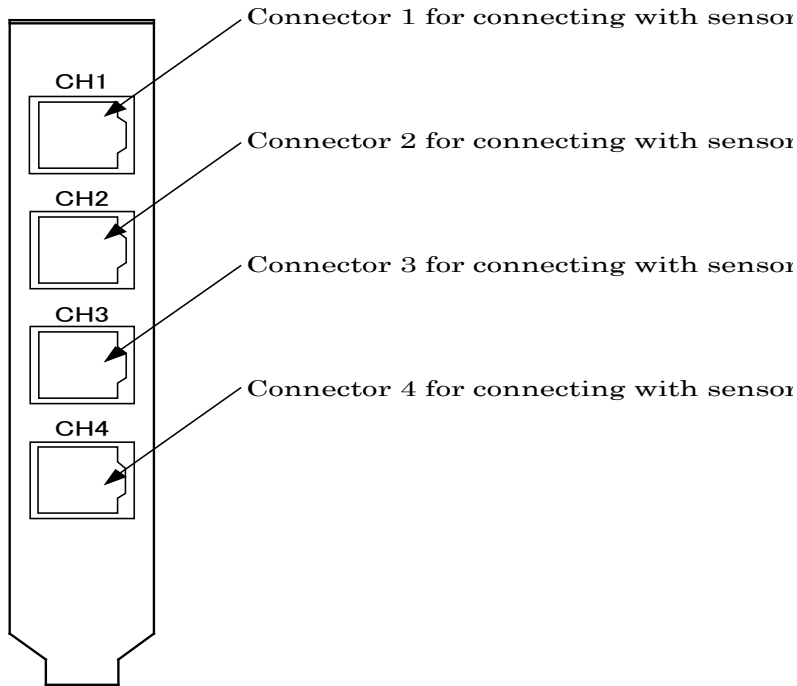 Connector 1 for connecting with sensor
CH1
Connector 2 for connecting with sensor
CH2
Connector 3 for connecting with sensor
CH3
Connector 4 for connecting with sensor
CH4